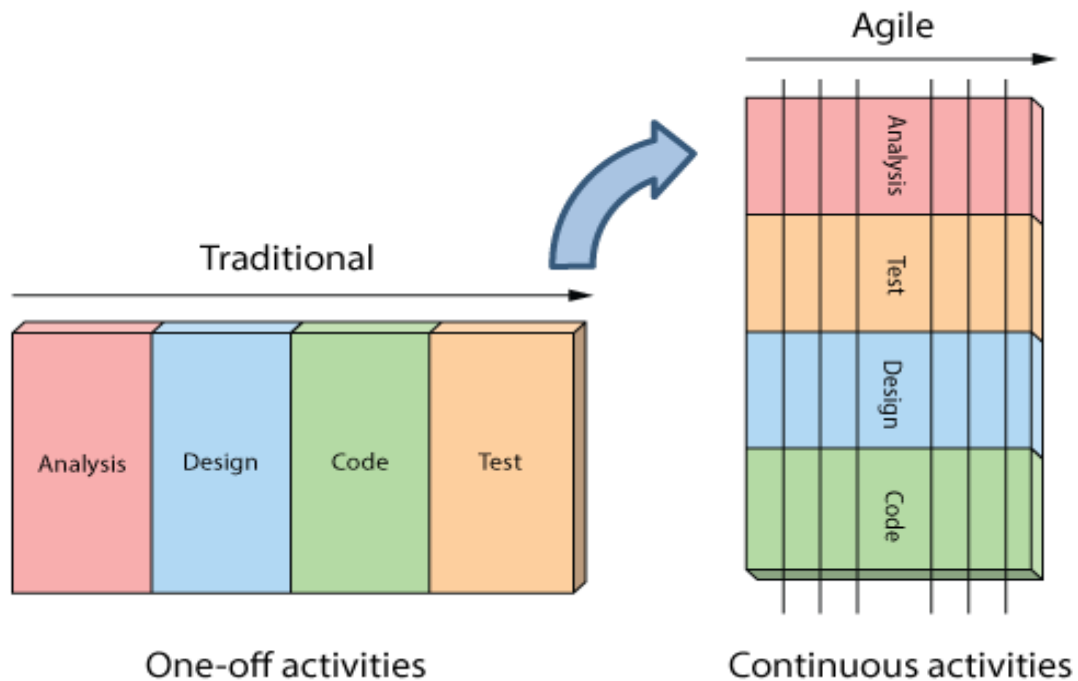 Traditional
Analysis
Design
Code
Test
One-off activities
Agile
Analysis
Test
Design
Code
Continuous activities